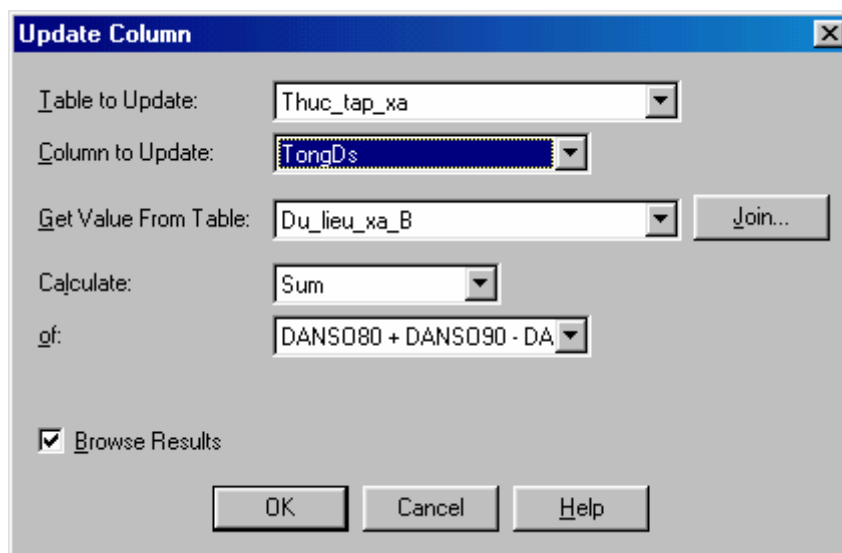 Update Column
Table to Update: Thuc_tap_xa
Column to Update: TongDs
Get Value From Table: Du_lieu_xa_B Join...
Calculate: Sum
of: DANSO80 + DANSO90 - DA
Browse Results
OK Cancel Help